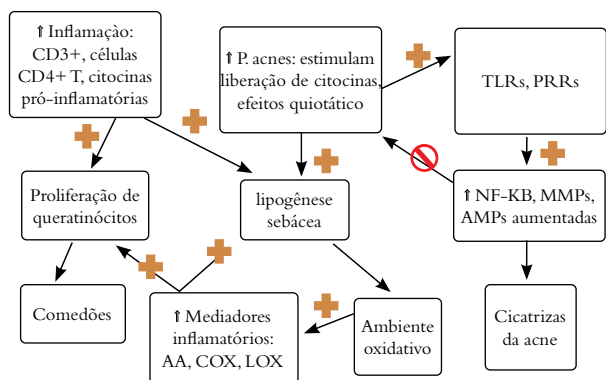 ⬆ Inflamaçào:
CD3+, células
CD4+ T, citocinas
pró-inflamatórias
⬆ P. acnes: estimulam
liberação de citocinas,
efeitos quiotático
TLRs, PRRs
Proliferação de
queratinócitos
lipogênese
sebácea
⬆ NF-KB, MMPs,
AMPs aumentadas
Comedões
⬆ Mediadores
inflamatórios:
AA, COX, LOX
Ambiente
oxidativo
Cicatrizas
da acne